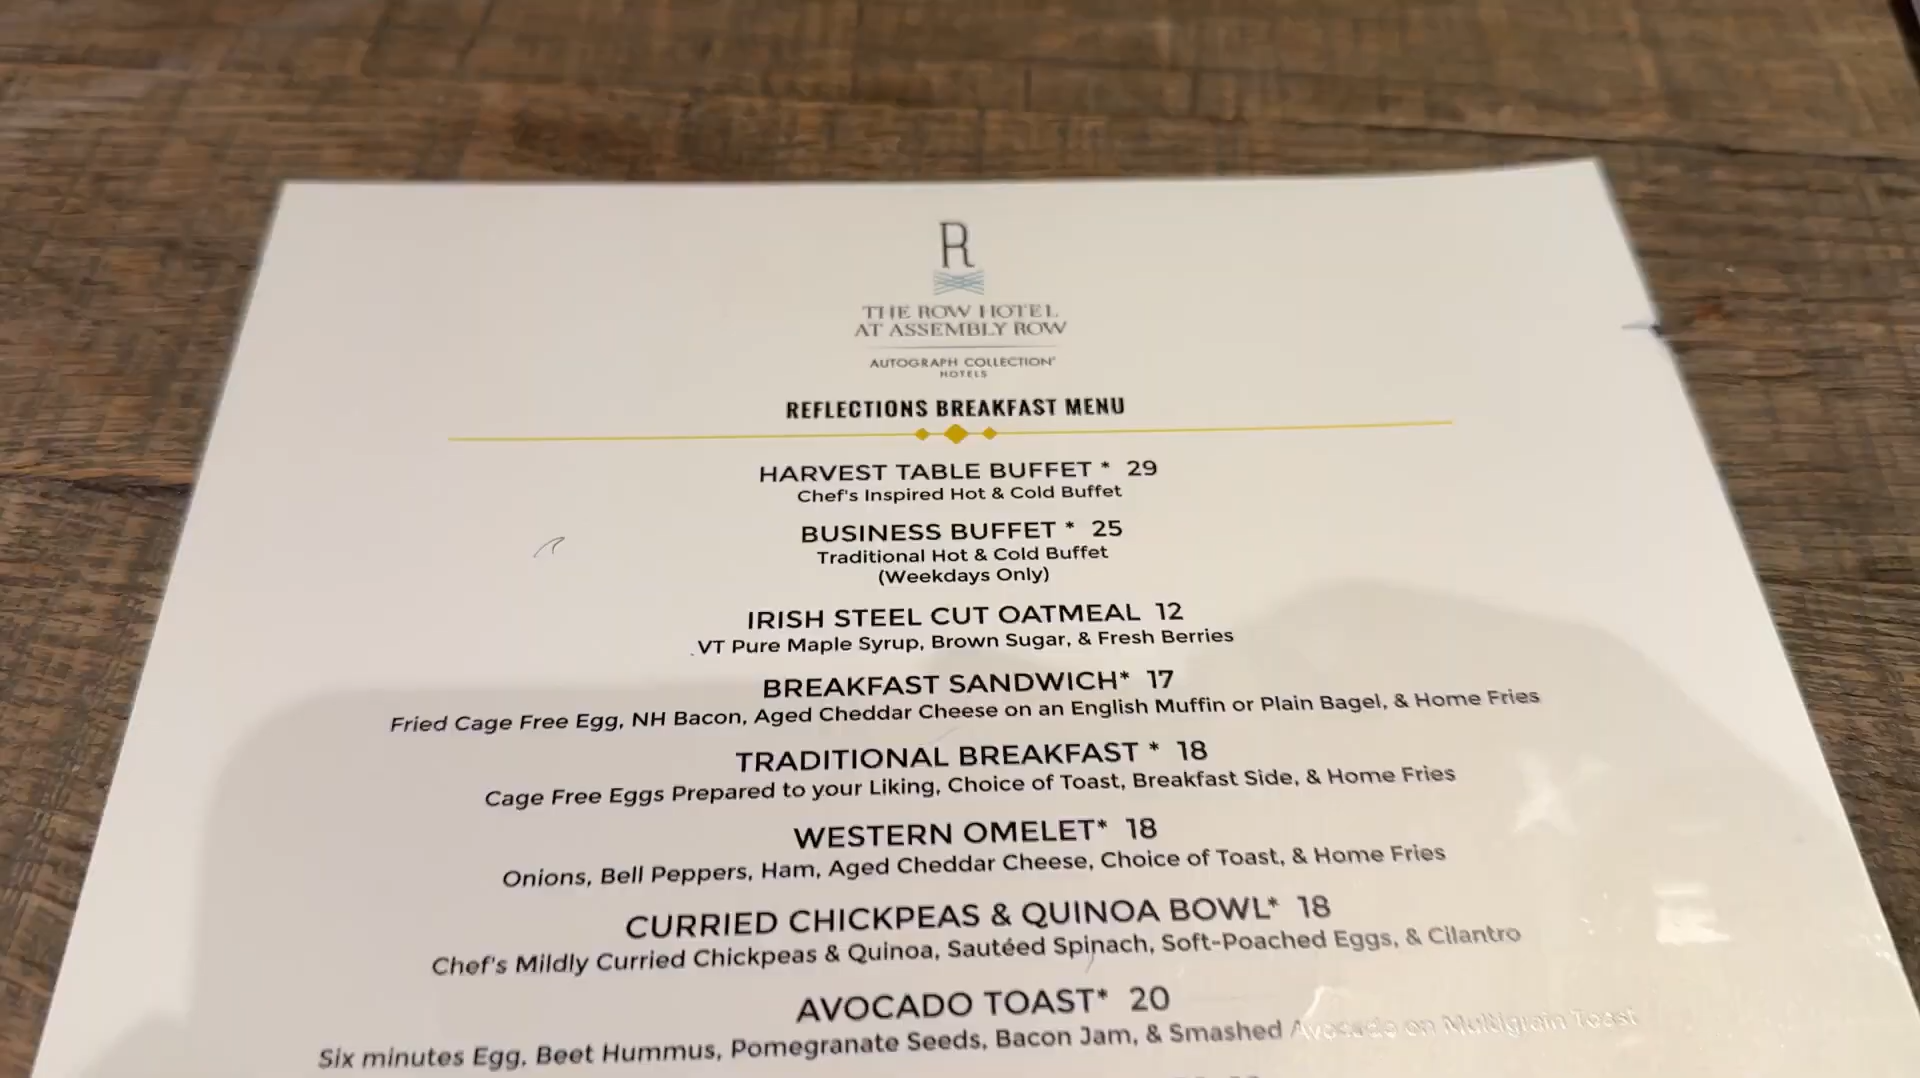 R
THE ROW HOTEL
AT ASSEMBLY ROW
AUTOGRAPH COLLECTION®
HOTELS
REFLECTIONS BREAKFAST MENU
HARVEST TABLE BUFFET * 29
Chef's Inspired Hot & Cold Buffet
BUSINESS BUFFET * 25
Traditional Hot & Cold Buffet
(Weekdays Only)
IRISH STEEL CUT OATMEAL 12
VT Pure Maple Syrup, Brown Sugar, & Fresh Berries
BREAKFAST SANDWICH* 17
Fried Cage Free Egg, NH Bacon, Aged Cheddar Cheese on an English Muffin or Plain Bagel, & Home Fries
TRADITIONAL BREAKFAST * 18
Cage Free Eggs Prepared to your Liking, Choice of Toast, Breakfast Side, & Home Fries
WESTERN OMELET* 18
Onions, Bell Peppers, Ham, Aged Cheddar Cheese, Choice of Toast, & Home Fries
CURRIED CHICKPEAS & QUINOA BOWL* 18
Chef's Mildly Curried Chickpeas & Quinoa, Sautéed Spinach, Soft-Poached Eggs, & Cilantro
AVOCADO TOAST* 20
Six minutes Egg, Beet Hummus, Pomegranate Seeds, Bacon Jam, & Smashed Avocado on Multigrain Toast